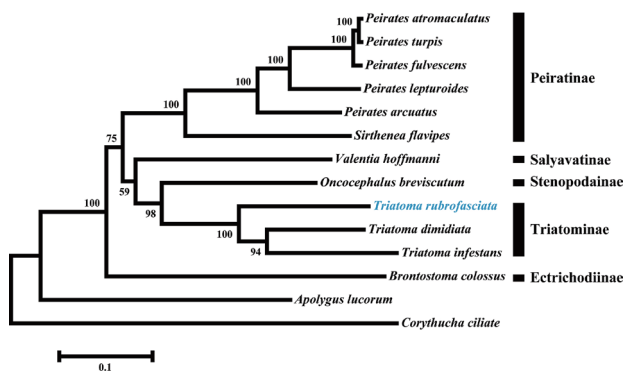 100
Peirates atromaculatus
100
Peirates turpis
100
Peirates fulvescens
Peiratinae
100
Peirates lepturoides
100
Peirates arcuatus
Sirthenea flavipes
75
Valentia hoffmanni
Salyavatinae
59
Oncocephalus breviscutum
Stenopodainae
98
100
Triatoma rubrofasciata
100
Triatoma dimidiata
Triatominae
94
Triatoma infestans
Brontostoma colossus
Ectrichodiinae
Apolygus lucorum
Corythucha ciliate
0.1